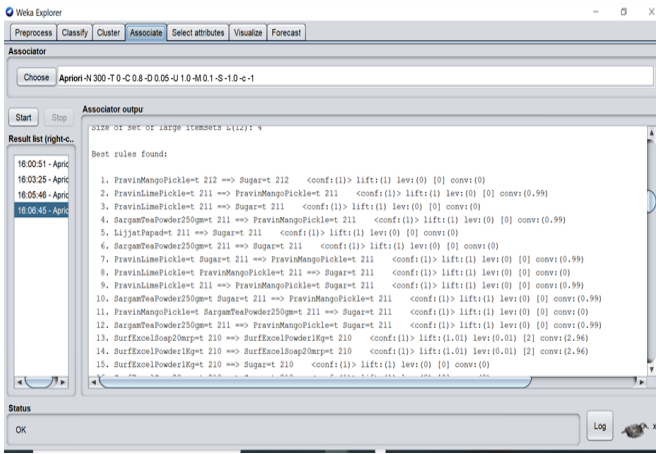 Weka Explorer
Preprocess Classify Cluster Associate Select attributes Visualize Forecast
Associator
Choose Apriori -N 300 -T 0 -C 0.8 -D 0.05 -U 1.0 -M 0.1 -S -1.0 -c -1
Start Stop
Associator outpu
Result list (right-c..
16:00:51 - Apric
16:03:25 - Apric
16:05:46 - Apric
16:06:45 - Apric
Size of set of large itemsets L(12): 4
Best rules found:
1. PravinMangoPickle=t 212 ==> Sugar=t 212 <conf:(1)> lift:(1) lev:(0) [0] conv:(0)
2. PravinLimePickle=t 211 ==> PravinMangoPickle=t 211 <conf:(1)> lift:(1) lev:(0) [0] conv:(0.99)
3. PravinLimePickle=t 211 ==> Sugar=t 211 <conf:(1)> lift:(1) lev:(0) [0] conv:(0)
4. SargamTeaPowder250gm=t 211 ==> PravinMangoPickle=t 211 <conf:(1)> lift:(1) lev:(0) [0] conv:(0.99)
5. LijjatPapad=t 211 ==> Sugar=t 211 <conf:(1)> lift:(1) lev:(0) [0] conv:(0)
6. SargamTeaPowder250gm=t 211 ==> Sugar=t 211 <conf:(1)> lift:(1) lev:(0) [0] conv:(0)
7. PravinLimePickle=t Sugar=t 211 ==> PravinMangoPickle=t 211 <conf:(1)> lift:(1) lev:(0) [0] conv:(0.99)
8. PravinLimePickle=t PravinMangoPickle=t 211 ==> Sugar=t 211 <conf:(1)> lift:(1) lev:(0) [0] conv:(0)
9. PravinLimePickle=t 211 ==> PravinMangoPickle=t Sugar=t 211 <conf:(1)> lift:(1) lev:(0) [0] conv:(0.99)
10. SargamTeaPowder250gm=t Sugar=t 211 ==> PravinMangoPickle=t 211 <conf:(1)> lift:(1) lev:(0) [0] conv:(0.99)
11. PravinMangoPickle=t SargamTeaPowder250gm=t 211 ==> Sugar=t 211 <conf:(1)> lift:(1) lev:(0) [0] conv:(0)
12. SargamTeaPowder250gm=t 211 ==> PravinMangoPickle=t Sugar=t 211 <conf:(1)> lift:(1) lev:(0) [0] conv:(0.99)
13. SurfExcelSoap20mrp=t 210 ==> SurfExcelPowder1Kg=t 210 <conf:(1)> lift:(1.01) lev:(0.01) [2] conv:(2.96)
14. SurfExcelPowder1Kg=t 210 ==> SurfExcelSoap20mrp=t 210 <conf:(1)> lift:(1.01) lev:(0.01) [2] conv:(2.96)
15. SurfExcelPowder1Kg=t 210 ==> Sugar=t 210 <conf:(1)> lift:(1) lev:(0) [0] conv:(0)
Status
OK
Log
x